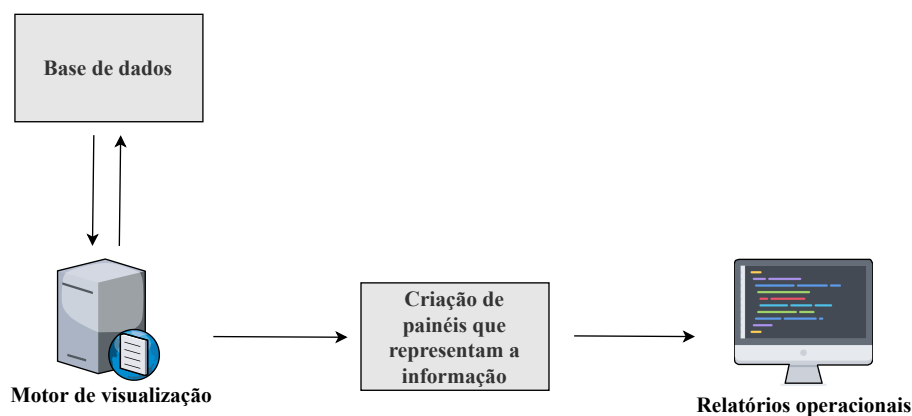 Base de dados
Criação de
painéis que
representam a
informação
Motor de visualização
Relatórios operacionais